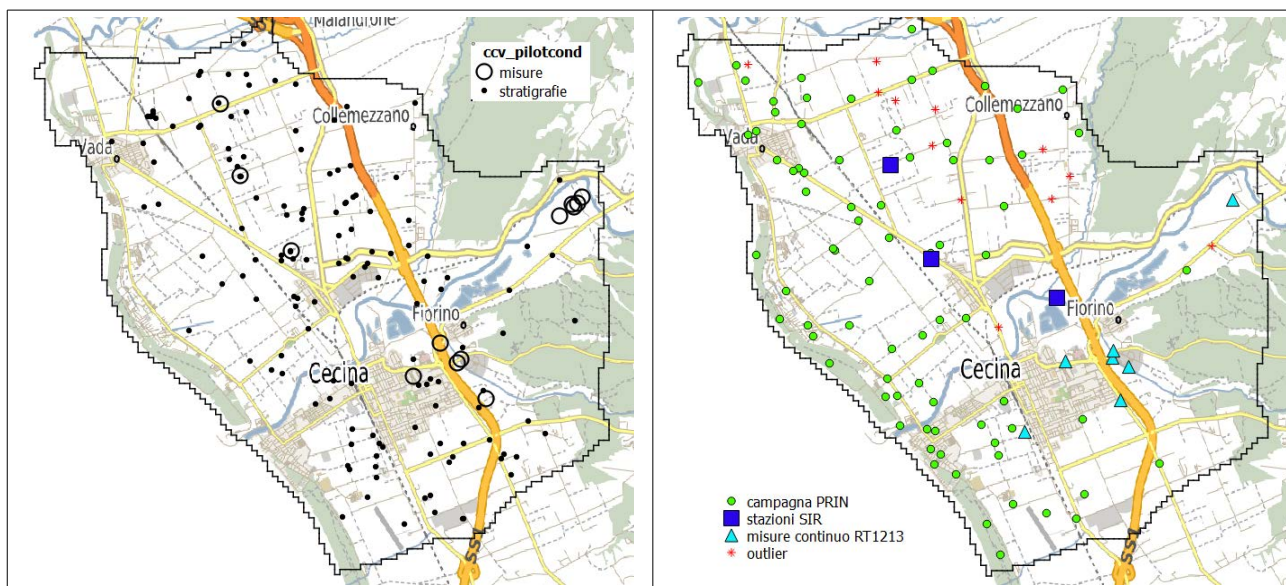 Malandrone
ccv_pilotcond
misure
stratigrafie
Collemezzano
Vada
Fiorino
Cecina
SS1
Collemezzano
Vada
Fiorino
Cecina
campagna PRIN
stazioni SIR
misure continuo RT1213
outlier